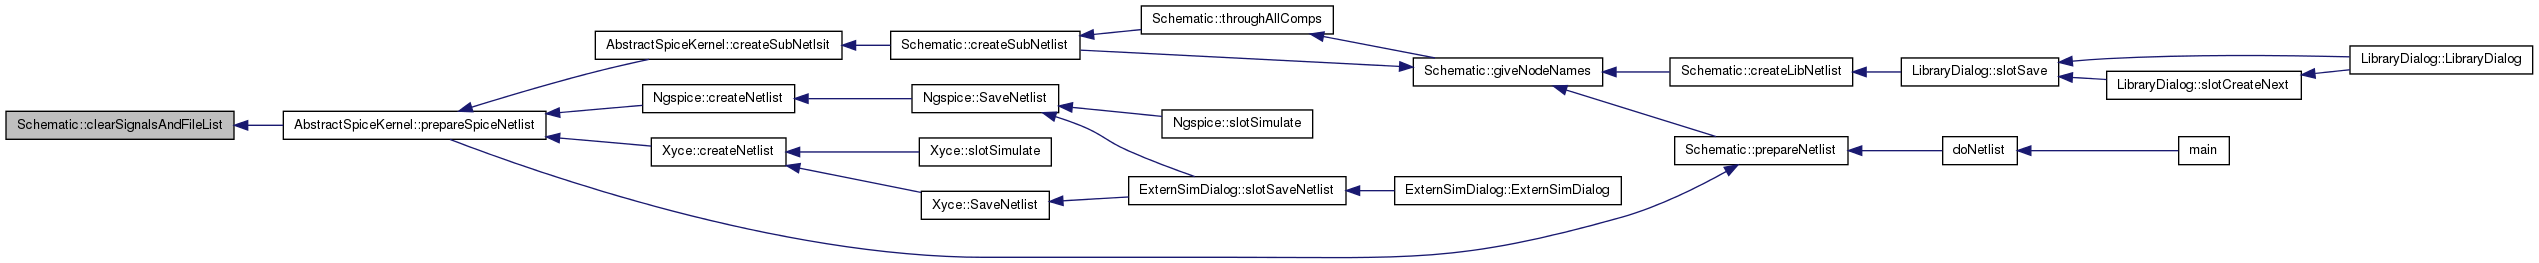 Schematic::clearSignalsAndFileList
AbstractSpiceKernel::prepareSpiceNetlist
AbstractSpiceKernel::createSubNetlsit
Ngspice::createNetlist
Xyce::createNetlist
Schematic::createSubNetlist
Ngspice::SaveNetlist
Xyce::slotSimulate
Xyce::SaveNetlist
Schematic::throughAllComps
Ngspice::slotSimulate
ExternSimDialog::slotSaveNetlist
Schematic::giveNodeNames
ExternSimDialog::ExternSimDialog
Schematic::createLibNetlist
Schematic::prepareNetlist
LibraryDialog::slotSave
doNetlist
LibraryDialog::slotCreateNext
main
LibraryDialog::LibraryDialog